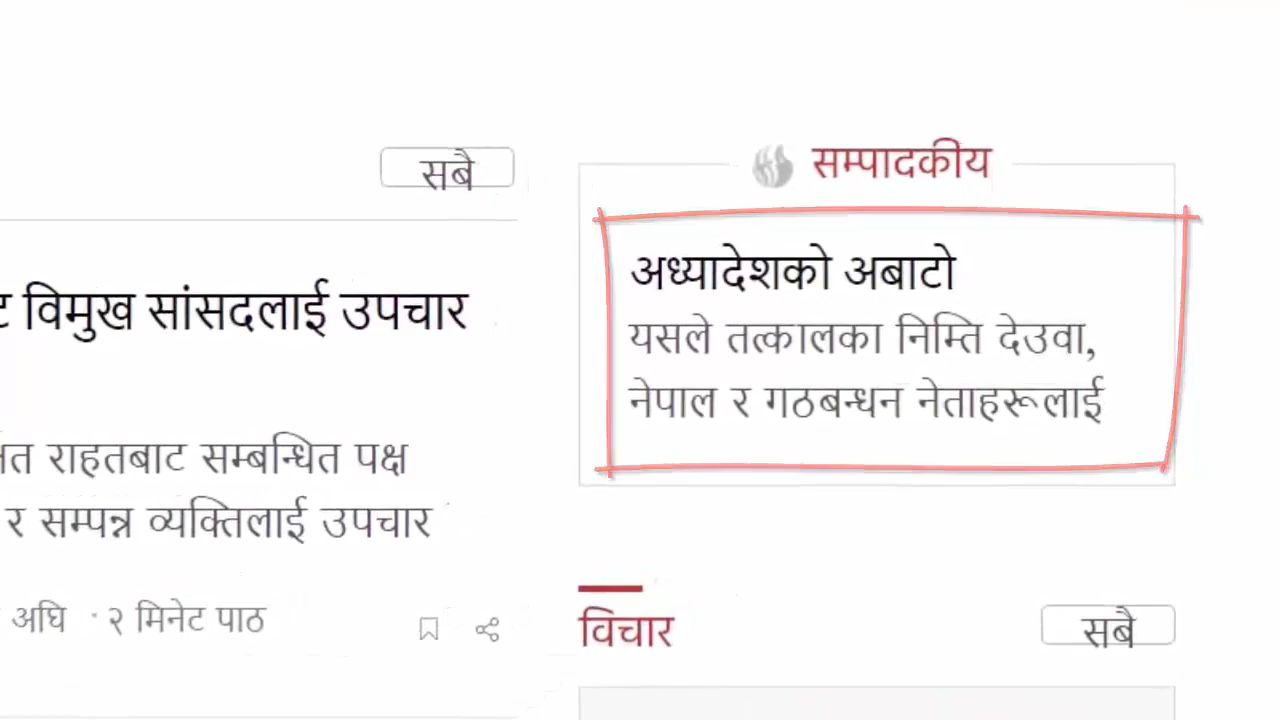 सबै
विमुख सांसदलाई उपचार
राहतबाट सम्बन्धित पक्ष
र सम्पन्न व्यक्तिलाई उपचार
अघि · २ मिनेट पाठ
सम्पादकीय
अध्यादेशको अबाटो
यसले तत्कालका निम्ति देउवा,
नेपाल र गठबन्धन नेताहरूलाई
विचार
सबै